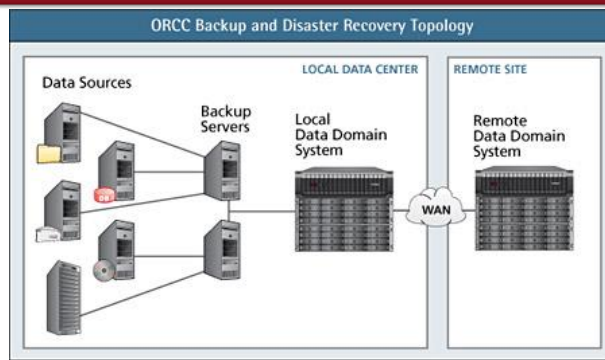 ORCC Backup and Disaster Recovery Topology
LOCAL DATA CENTER
REMOTE SITE
Data Sources
Backup
Servers
Local
Data Domain
System
Remote
Data Domain
System
DB
WAN